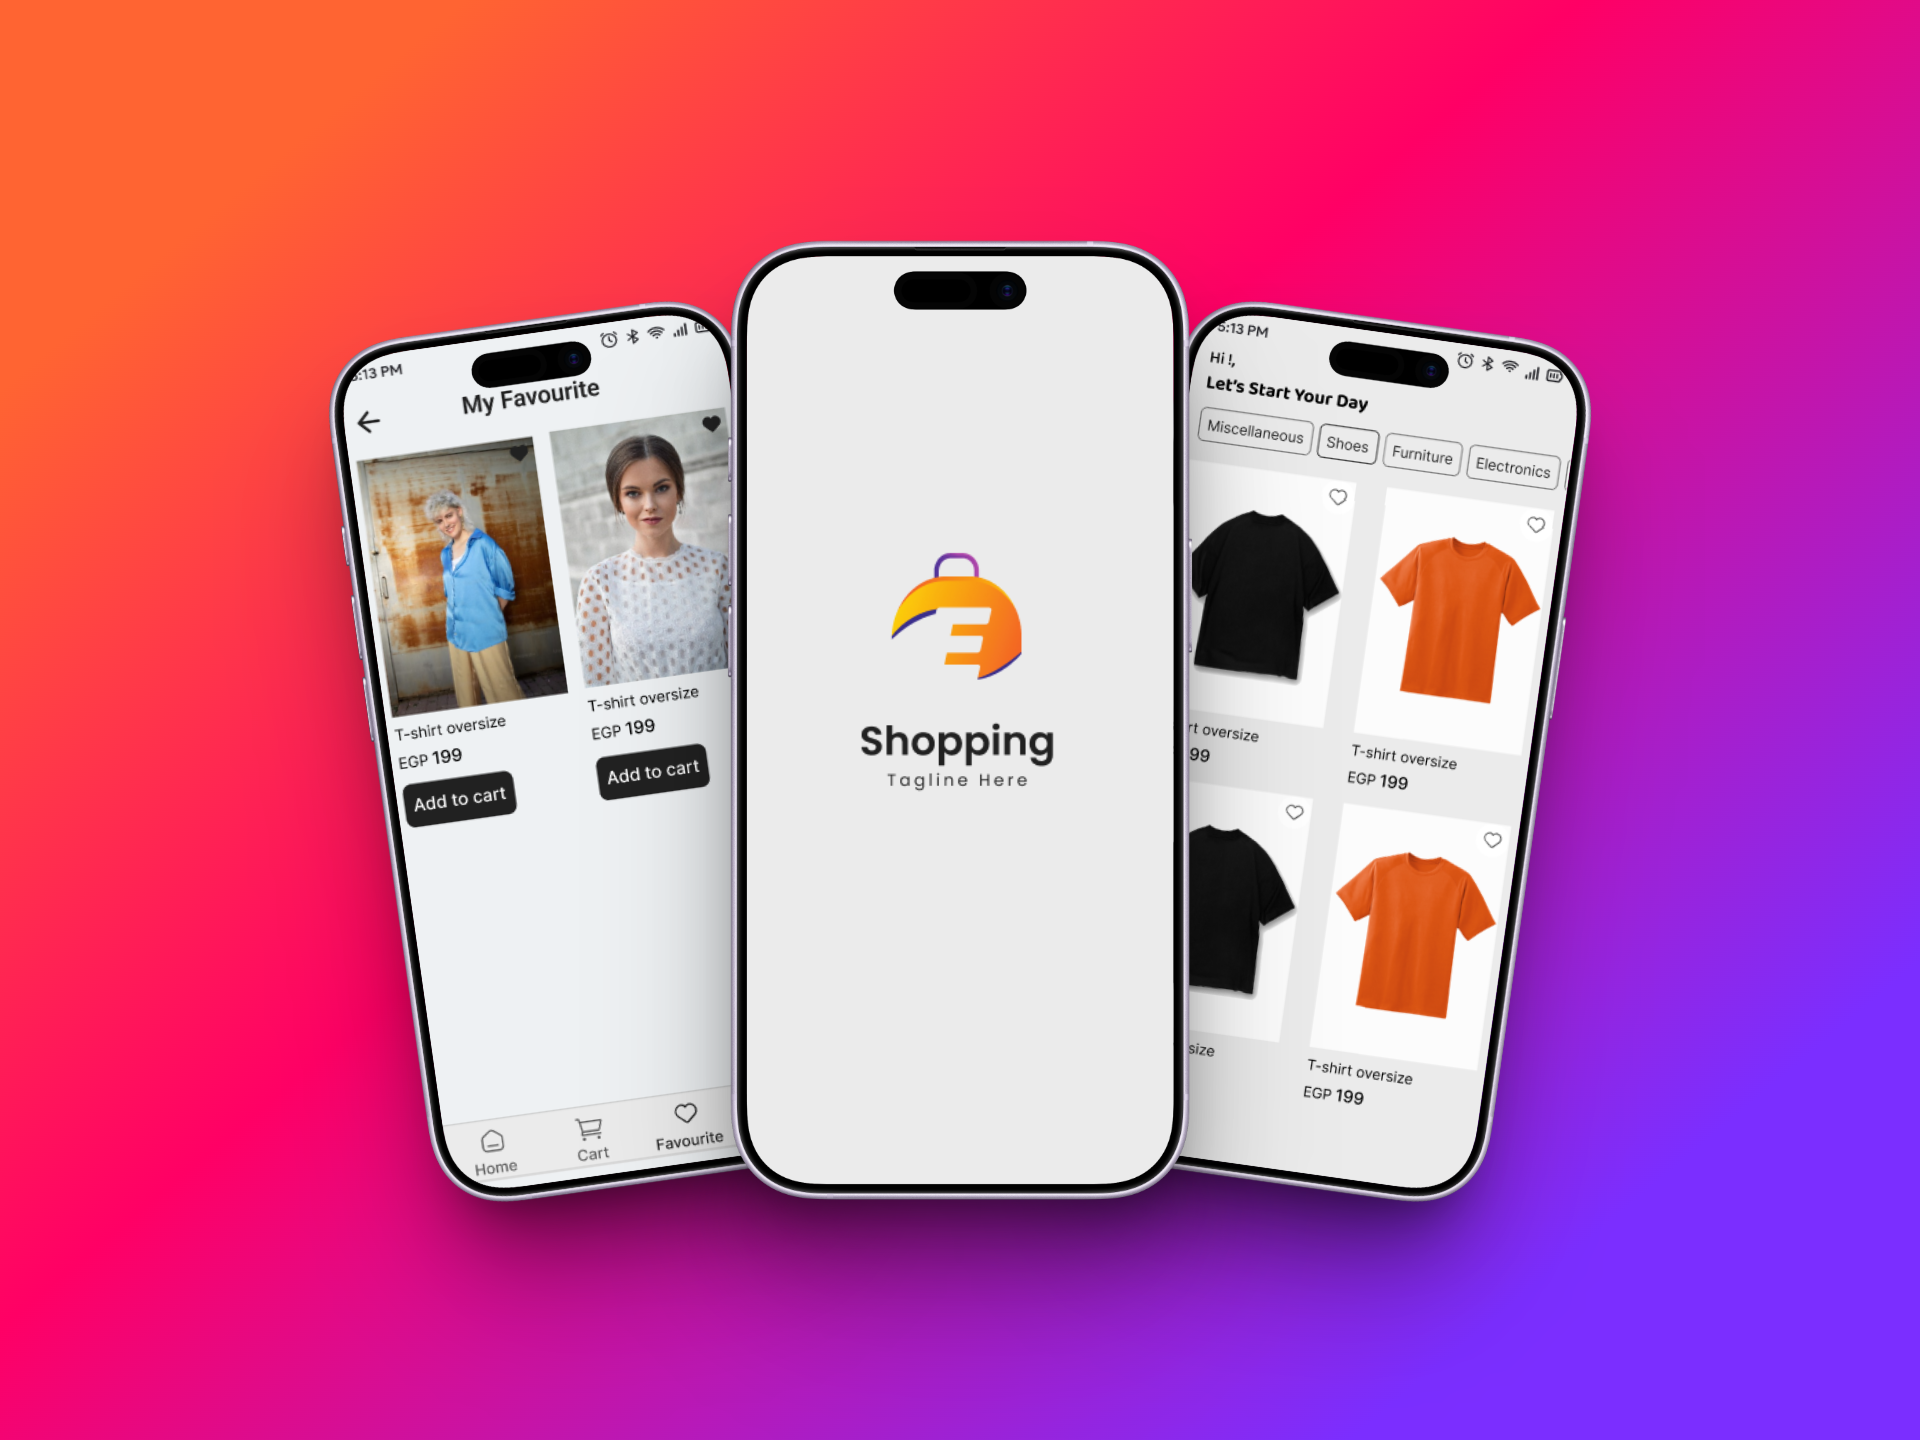 5:13 PM
My Favourite
T-shirt oversize
EGP 199
Add to cart
T-shirt oversize
EGP 199
Add to cart
Home
Cart
Favourite
Shopping
Tagline Here
5:13 PM
Hi !,
Let's Start Your Day
Miscellaneous
Shoes
Furniture
Electronics
oversize
99
T-shirt oversize
EGP 199
size
T-shirt oversize
EGP 199